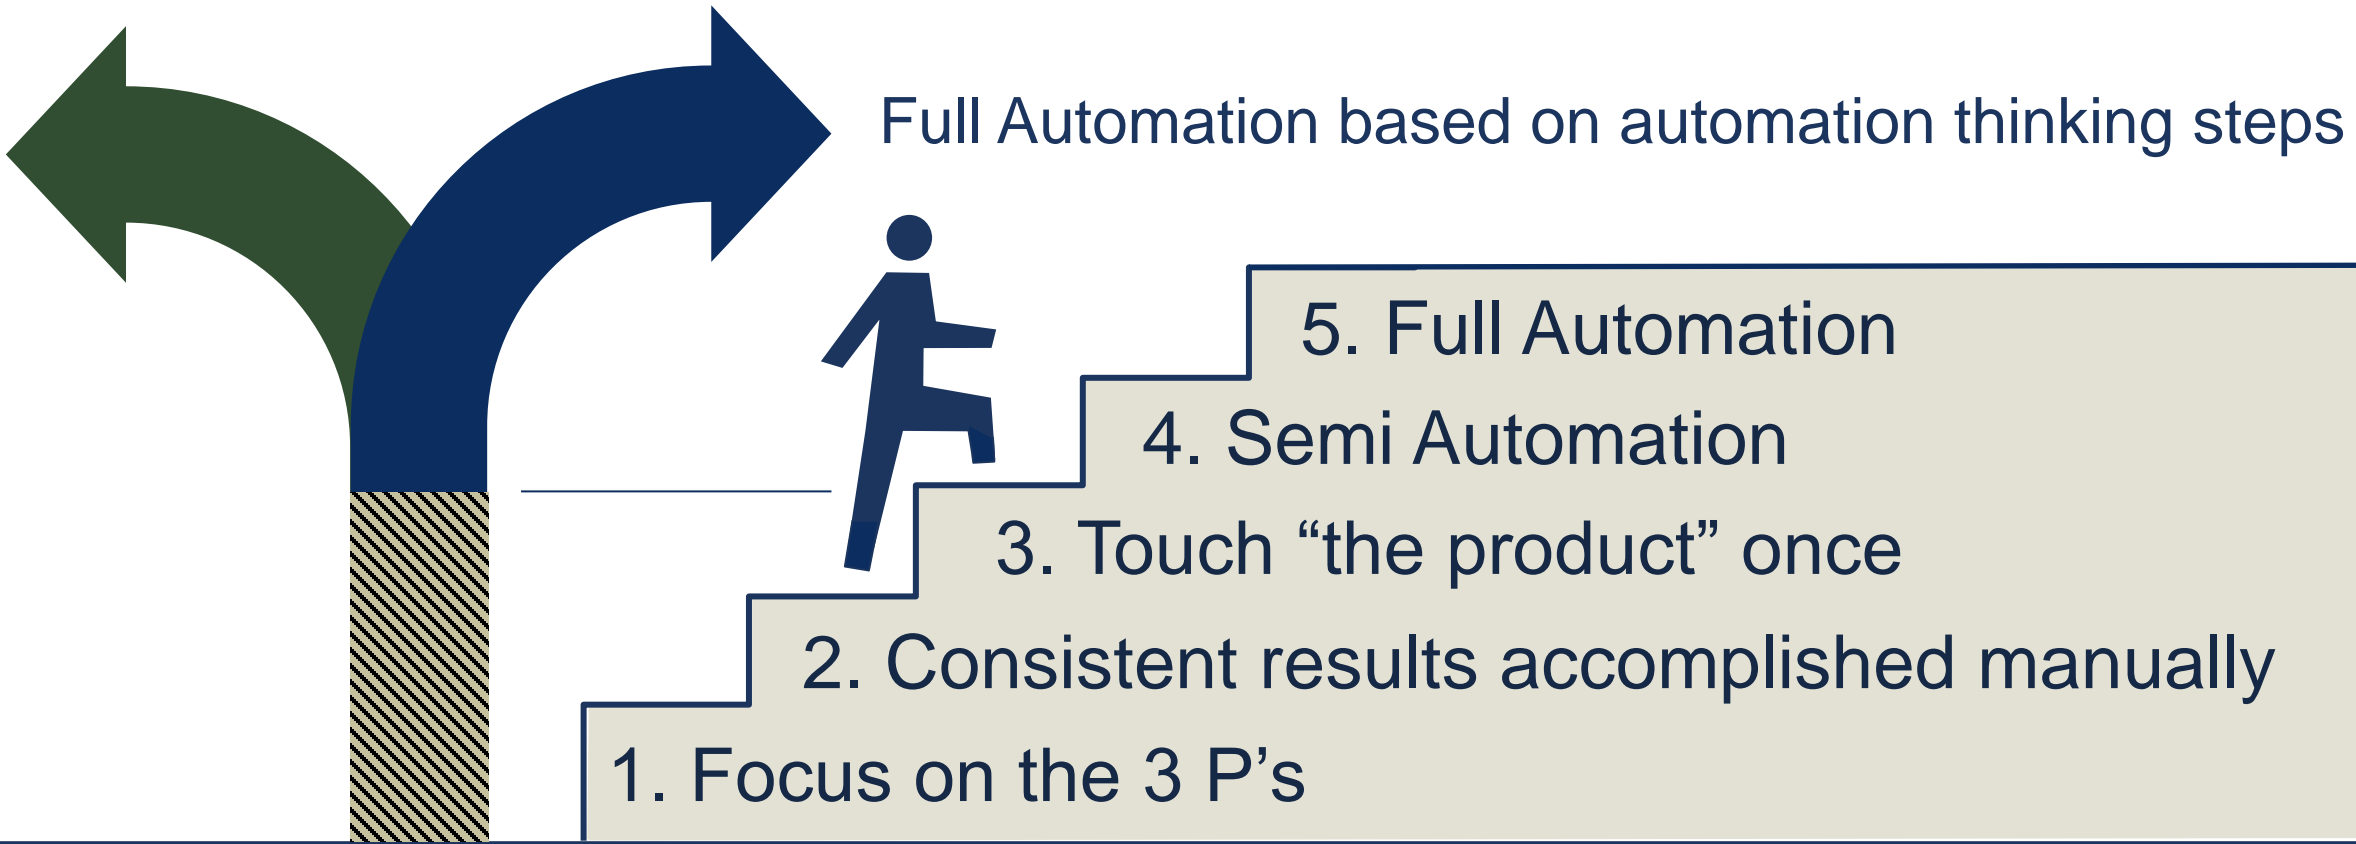 Full Automation based on automation thinking steps
5. Full Automation
4. Semi Automation
3. Touch “the product” once
2. Consistent results accomplished manually
1. Focus on the 3 P’s